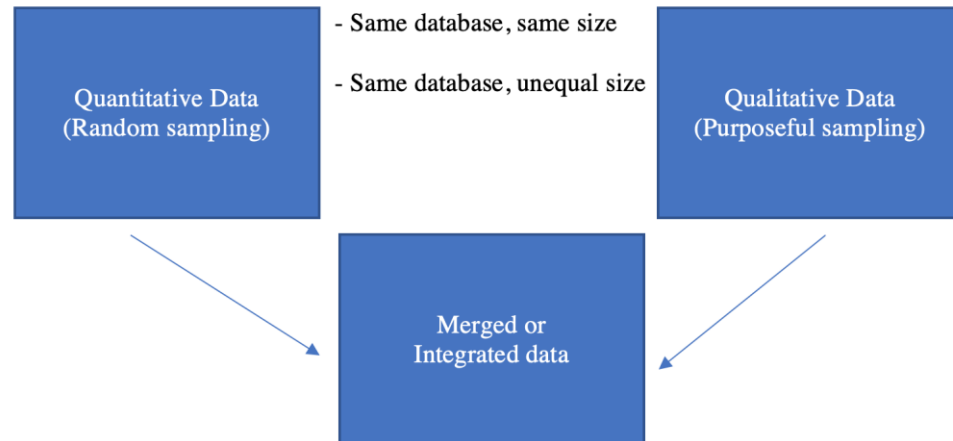 - Same database, same size
- Same database, unequal size
Quantitative Data
(Random sampling)
Qualitative Data
(Purposeful sampling)
Merged or
Integrated data